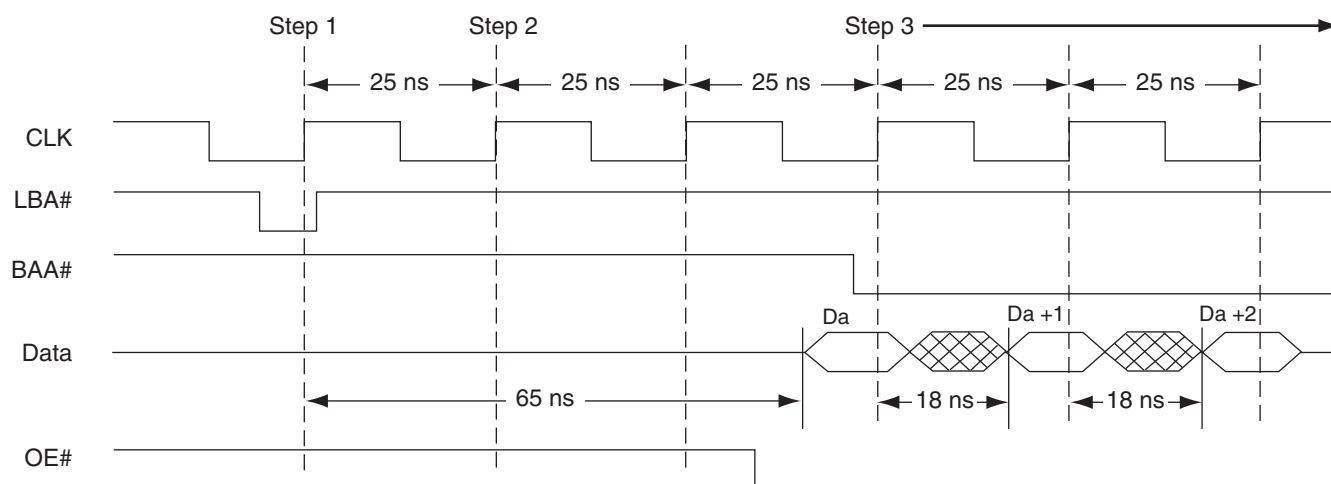 Step 1 Step 2 Step 3
25 ns 25 ns 25 ns 25 ns 25 ns
CLK
LBA#
BAA#
Da Da +1 Da +2
Data
65 ns 18 ns 18 ns
OE#